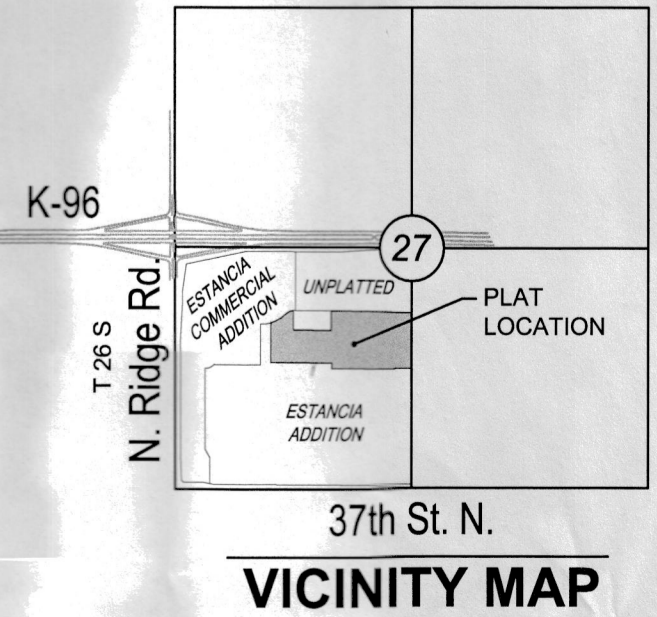 K-96
27
ESTANCIA
COMMERCIAL
ADDITION
UNPLATTED
PLAT
LOCATION
T 26 S
N. Ridge Rd.
ESTANCIA
ADDITION
37th St. N.
VICINITY MAP